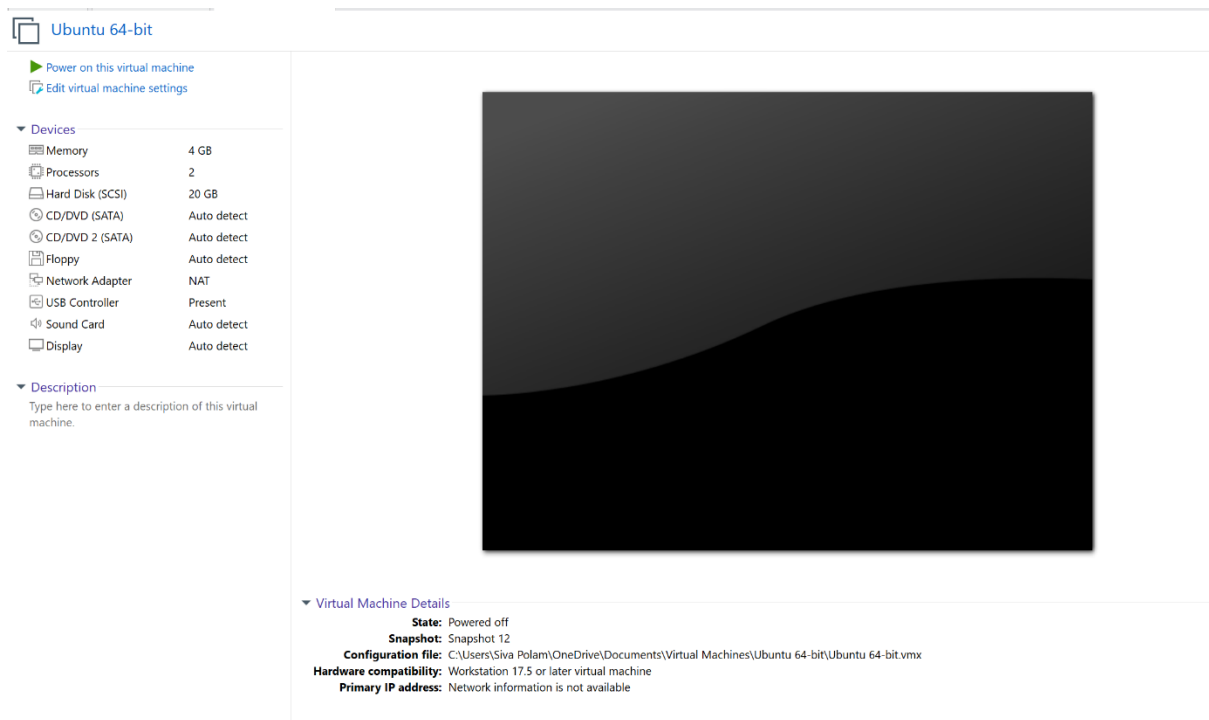 Ubuntu 64-bit
Power on this virtual machine
Edit virtual machine settings
Devices
Memory 4 GB
Processors 2
Hard Disk (SCSI) 20 GB
CD/DVD (SATA) Auto detect
CD/DVD 2 (SATA) Auto detect
Floppy Auto detect
Network Adapter NAT
USB Controller Present
Sound Card Auto detect
Display Auto detect
Description
Type here to enter a description of this virtual
machine.
Virtual Machine Details
State: Powered off
Snapshot: Snapshot 12
Configuration file: C:\Users\Siva Polam\OneDrive\Documents\Virtual Machines\Ubuntu 64-bit\Ubuntu 64-bit.vmx
Hardware compatibility: Workstation 17.5 or later virtual machine
Primary IP address: Network information is not available